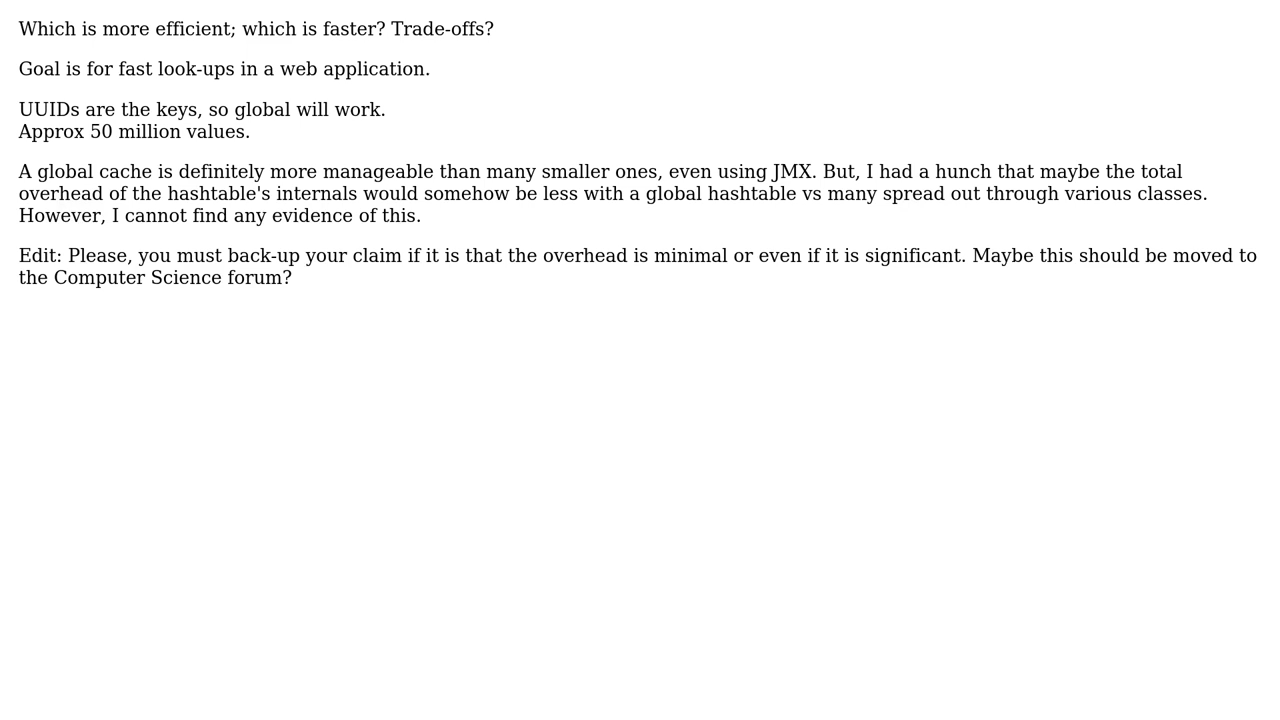 Which is more efficient; which is faster? Trade-offs?
Goal is for fast look-ups in a web application.
UUIDs are the keys, so global will work.
Approx 50 million values.
A global cache is definitely more manageable than many smaller ones, even using JMX. But, I had a hunch that maybe the total
overhead of the hashtable's internals would somehow be less with a global hashtable vs many spread out through various classes.
However, I cannot find any evidence of this.
Edit: Please, you must back-up your claim if it is that the overhead is minimal or even if it is significant. Maybe this should be moved to
the Computer Science forum?